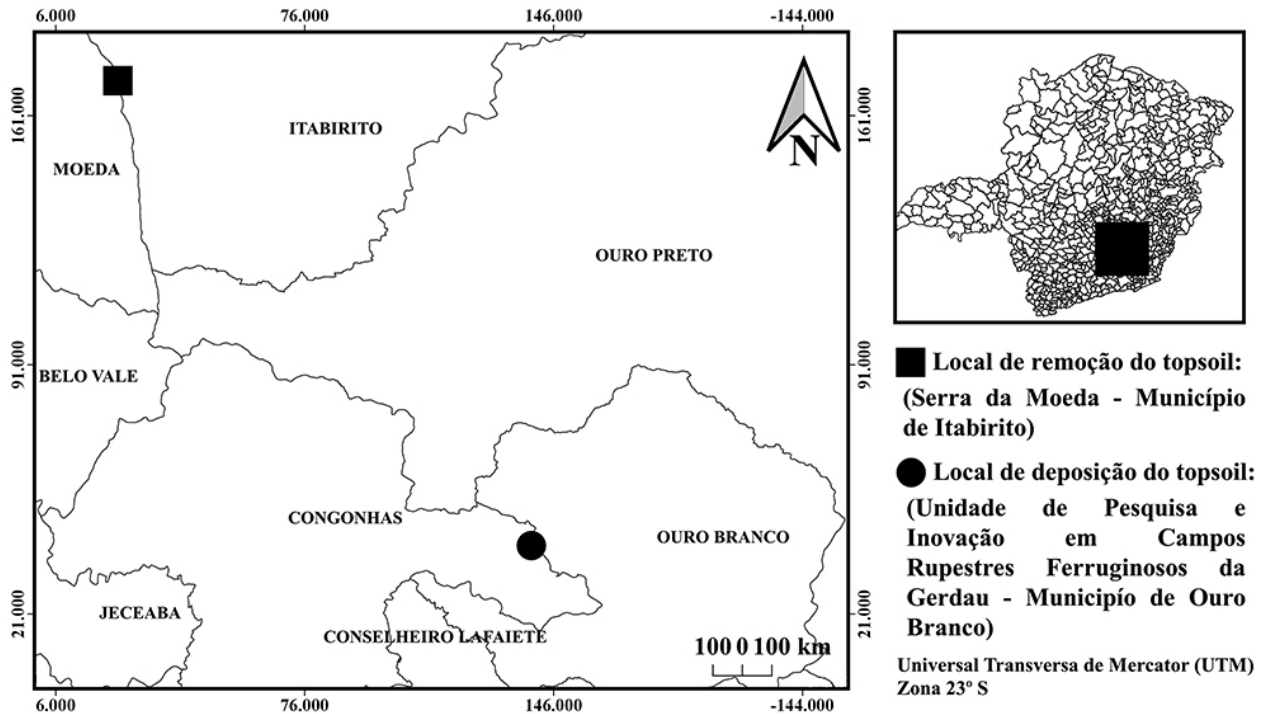 6.000 76.000 146.000 -144.000
161.000 161.000
ITABIRITO
MOEDA
OURO PRETO
N
91.000 91.000
BELO VALE
CONGONHAS
OURO BRANCO
JECEABA
21.000 21.000
CONSELHEIRO LAFAIETE
100 0 100 km
6.000 76.000 146.000 -144.000
Local de remoção do topsoil:
(Serra da Moeda - Município
de Itabirito)
Local de deposição do topsoil:
(Unidade de Pesquisa e
Inovação em Campos
Rupestres Ferruginosos da
Gerdau - Municipío de Ouro
Branco)
Universal Transversa de Mercator (UTM)
Zona 23º S